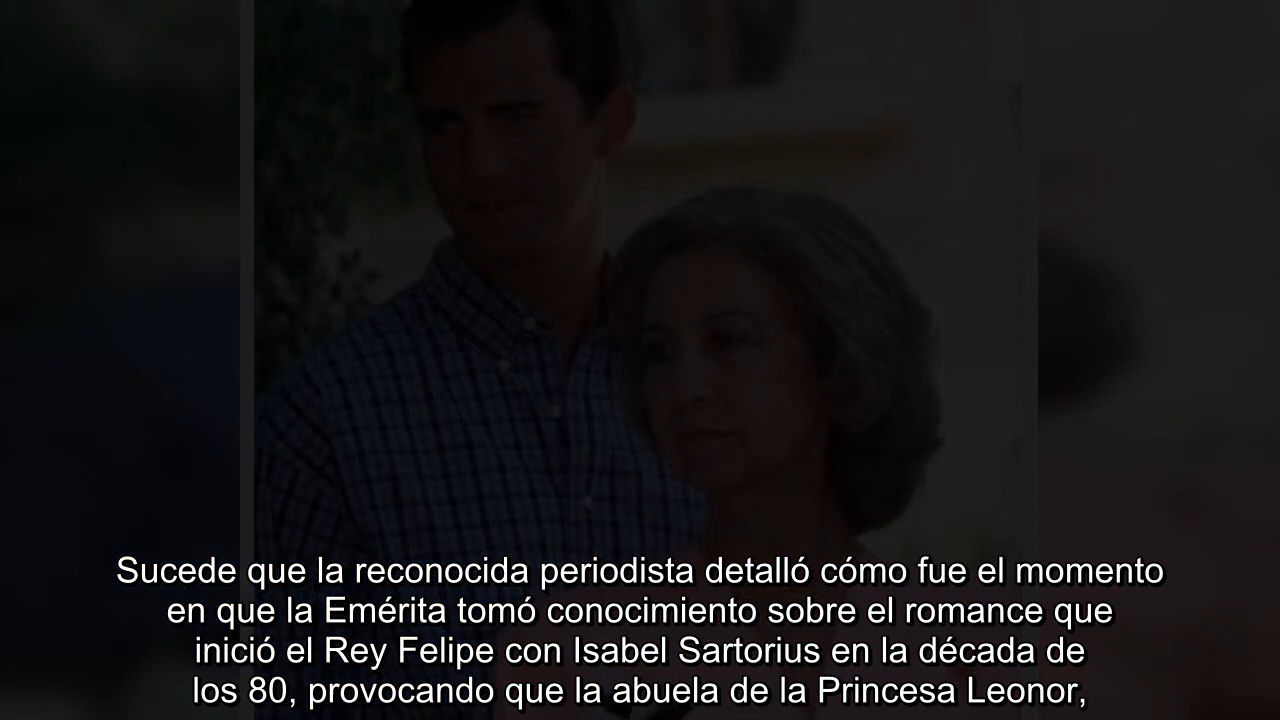 Sucede que la reconocida periodista detalló cómo fue el momento
en que la Emérita tomó conocimiento sobre el romance que
inició el Rey Felipe con Isabel Sartorius en la década de
los 80, provocando que la abuela de la Princesa Leonor,